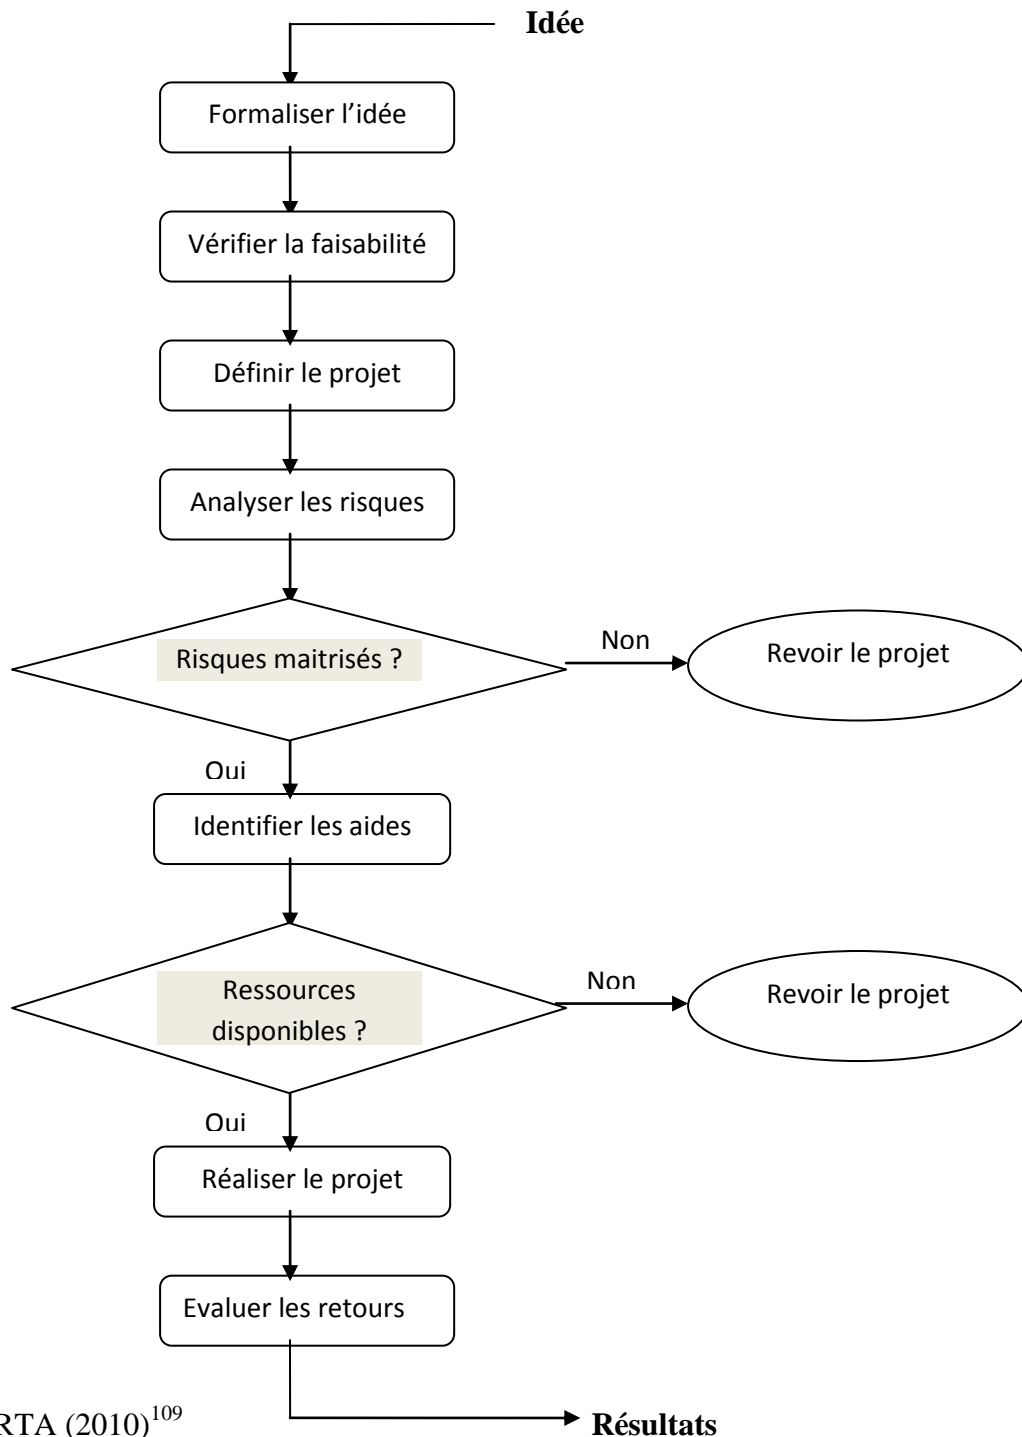 Idée
Formaliser l’idée
Vérifier la faisabilité
Définir le projet
Analyser les risques
Risques maitrisés ?
Non
Revoir le projet
Oui
Identifier les aides
Ressources
disponibles ?
Non
Revoir le projet
Oui
Réaliser le projet
Evaluer les retours
RTA (2010)109
Résultats